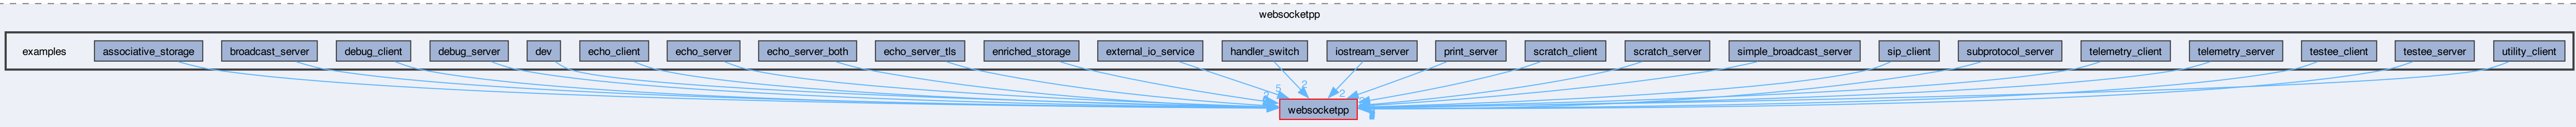 websocketpp
examples
associative_storage
broadcast_server
debug_client
debug_server
dev
echo_client
echo_server
echo_server_both
echo_server_tls
enriched_storage
external_io_service
handler_switch
iostream_server
print_server
scratch_client
scratch_server
simple_broadcast_server
sip_client
subprotocol_server
telemetry_client
telemetry_server
testee_client
testee_server
utility_client
5
2
2
websocketpp